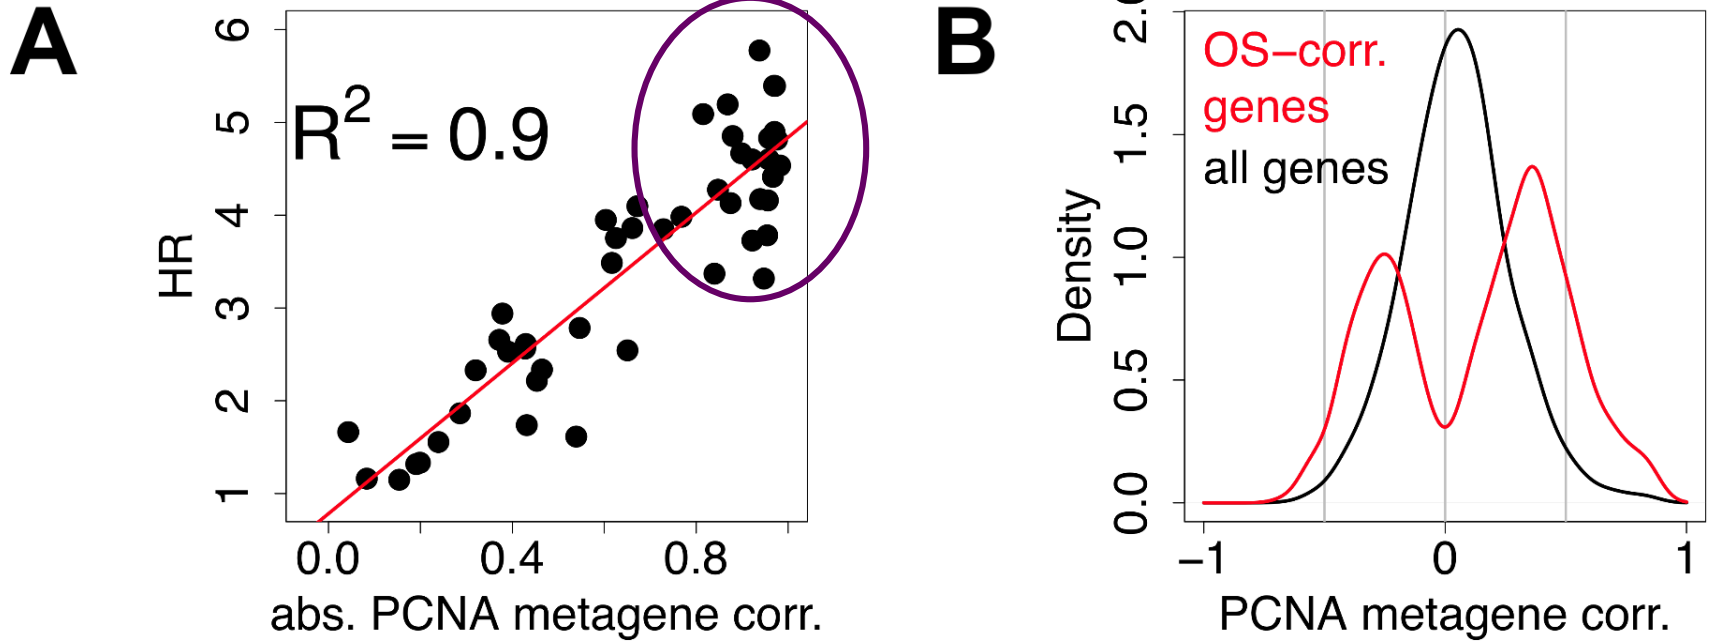 A
6
5
4
3
2
1
HR
R² = 0.9
0.0 0.4 0.8
abs. PCNA metagene corr.
B
2.0
1.5
1.0
0.5
0.0
Density
OS−corr.
genes
all genes
−1 0 1
PCNA metagene corr.